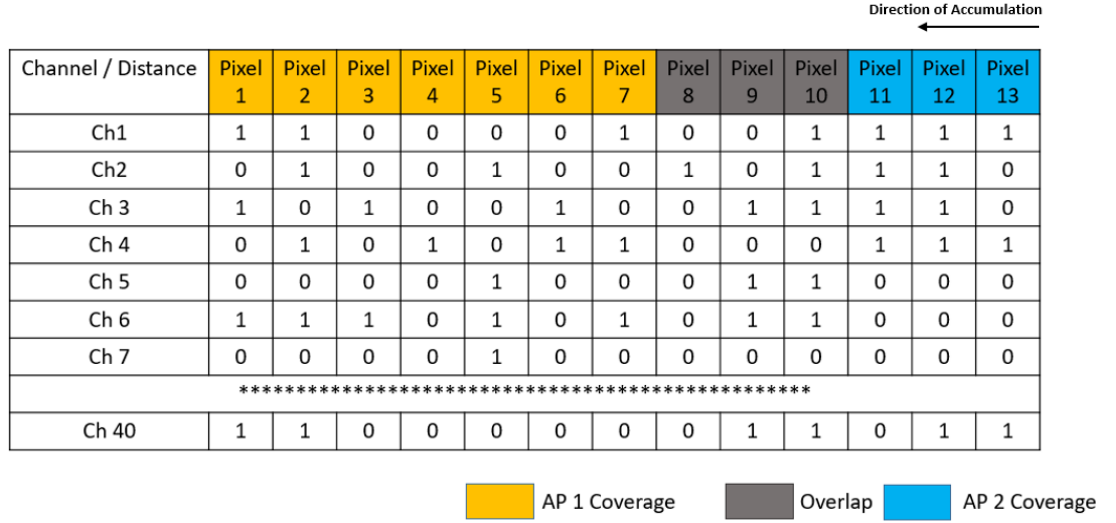 Direction of Accumulation
Channel / Distance Pixel 1 Pixel 2 Pixel 3 Pixel 4 Pixel 5 Pixel 6 Pixel 7 Pixel 8 Pixel 9 Pixel 10 Pixel 11 Pixel 12 Pixel 13
Ch1 1 1 0 0 0 0 1 0 0 1 1 1 1
Ch2 0 1 0 0 1 0 0 1 0 1 1 1 0
Ch 3 1 0 1 0 0 1 0 0 1 1 1 1 0
Ch 4 0 1 0 1 0 1 1 0 0 0 1 1 1
Ch 5 0 0 0 0 1 0 0 0 1 1 0 0 0
Ch 6 1 1 1 0 1 0 1 0 1 1 0 0 0
Ch 7 0 0 0 0 1 0 0 0 0 0 0 0 0
**************************************************
Ch 40 1 1 0 0 0 0 0 0 1 1 0 1 1
AP 1 Coverage Overlap AP 2 Coverage